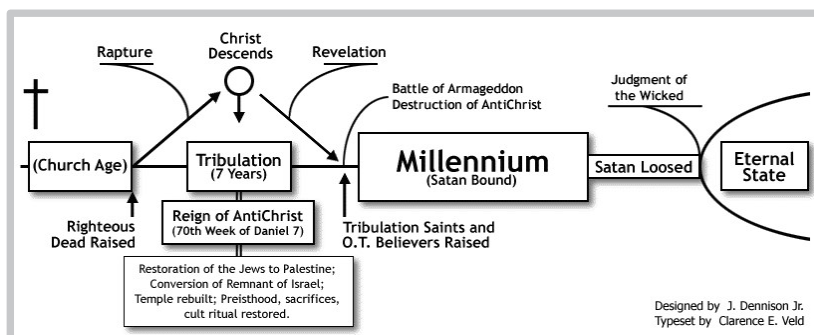 Rapture
Christ
Descends
Revelation
Battle of Armageddon
Destruction of AntiChrist
Judgment of
the Wicked
(Church Age)
Tribulation
(7 Years)
Millennium
(Satan Bound)
Satan Loosed
Eternal
State
Righteous
Dead Raised
Reign of AntiChrist
(70th Week of Daniel 7)
Tribulation Saints and
O.T. Believers Raised
Restoration of the Jews to Palestine;
Conversion of Remnant of Israel;
Temple rebuilt; Preisthood, sacrifices,
cult ritual restored.
Designed by J. Dennison Jr.
Typeset by Clarence E. Veld